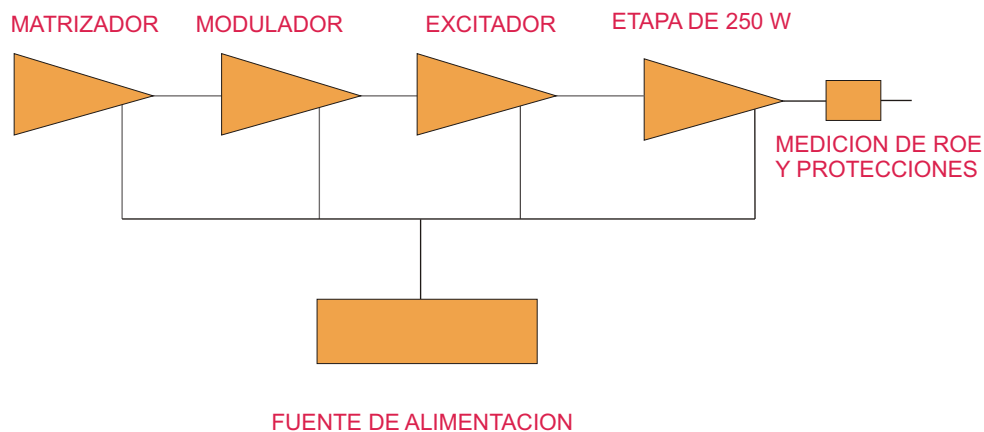 MATRIZADOR
MODULADOR
EXCITADOR
ETAPA DE 250 W
MEDICION DE ROE
Y PROTECCIONES
FUENTE DE ALIMENTACION